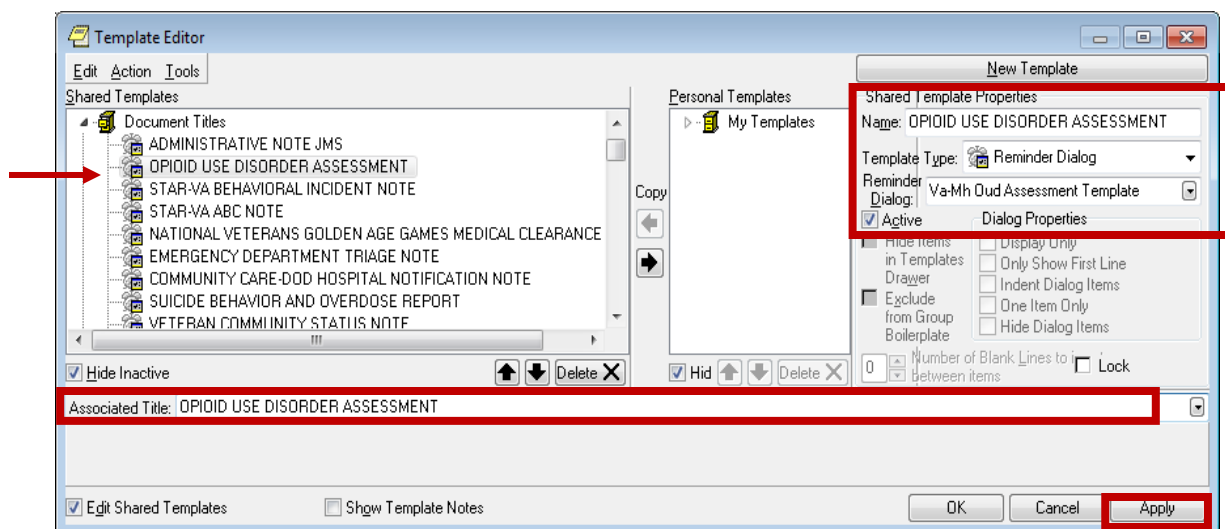 Template Editor
Edit Action Tools
New Template
Shared Templates
Document Titles
ADMINISTRATIVE NOTE JMS
OPIOID USE DISORDER ASSESSMENT
STAR-VA BEHAVIORAL INCIDENT NOTE
STAR-VA ABC NOTE
NATIONAL VETERANS GOLDEN AGE GAMES MEDICAL CLEARANCE
EMERGENCY DEPARTMENT TRIAGE NOTE
COMMUNITY CARE-DOD HOSPITAL NOTIFICATION NOTE
SUICIDE BEHAVIOR AND OVERDOSE REPORT
VETERAN COMMUNITY STATUS NOTE
Hide Inactive
Delete
Copy
Personal Templates
My Templates
Hid
Delete
Shared Template Properties
Name: OPIOID USE DISORDER ASSESSMENT
Template Type: Reminder Dialog
Reminder
Dialog: Va-Mh Oud Assessment Template
Active
Hide Items
in Templates
Drawer
Exclude
from Group
Boilerplate
Dialog Properties
Display Only
Only Show First Line
Indent Dialog Items
One Item Only
Hide Dialog Items
0 Number of Blank Lines to
between items
Lock
Associated Title: OPIOID USE DISORDER ASSESSMENT
Edit Shared Templates
Show Template Notes
OK
Cancel
Apply